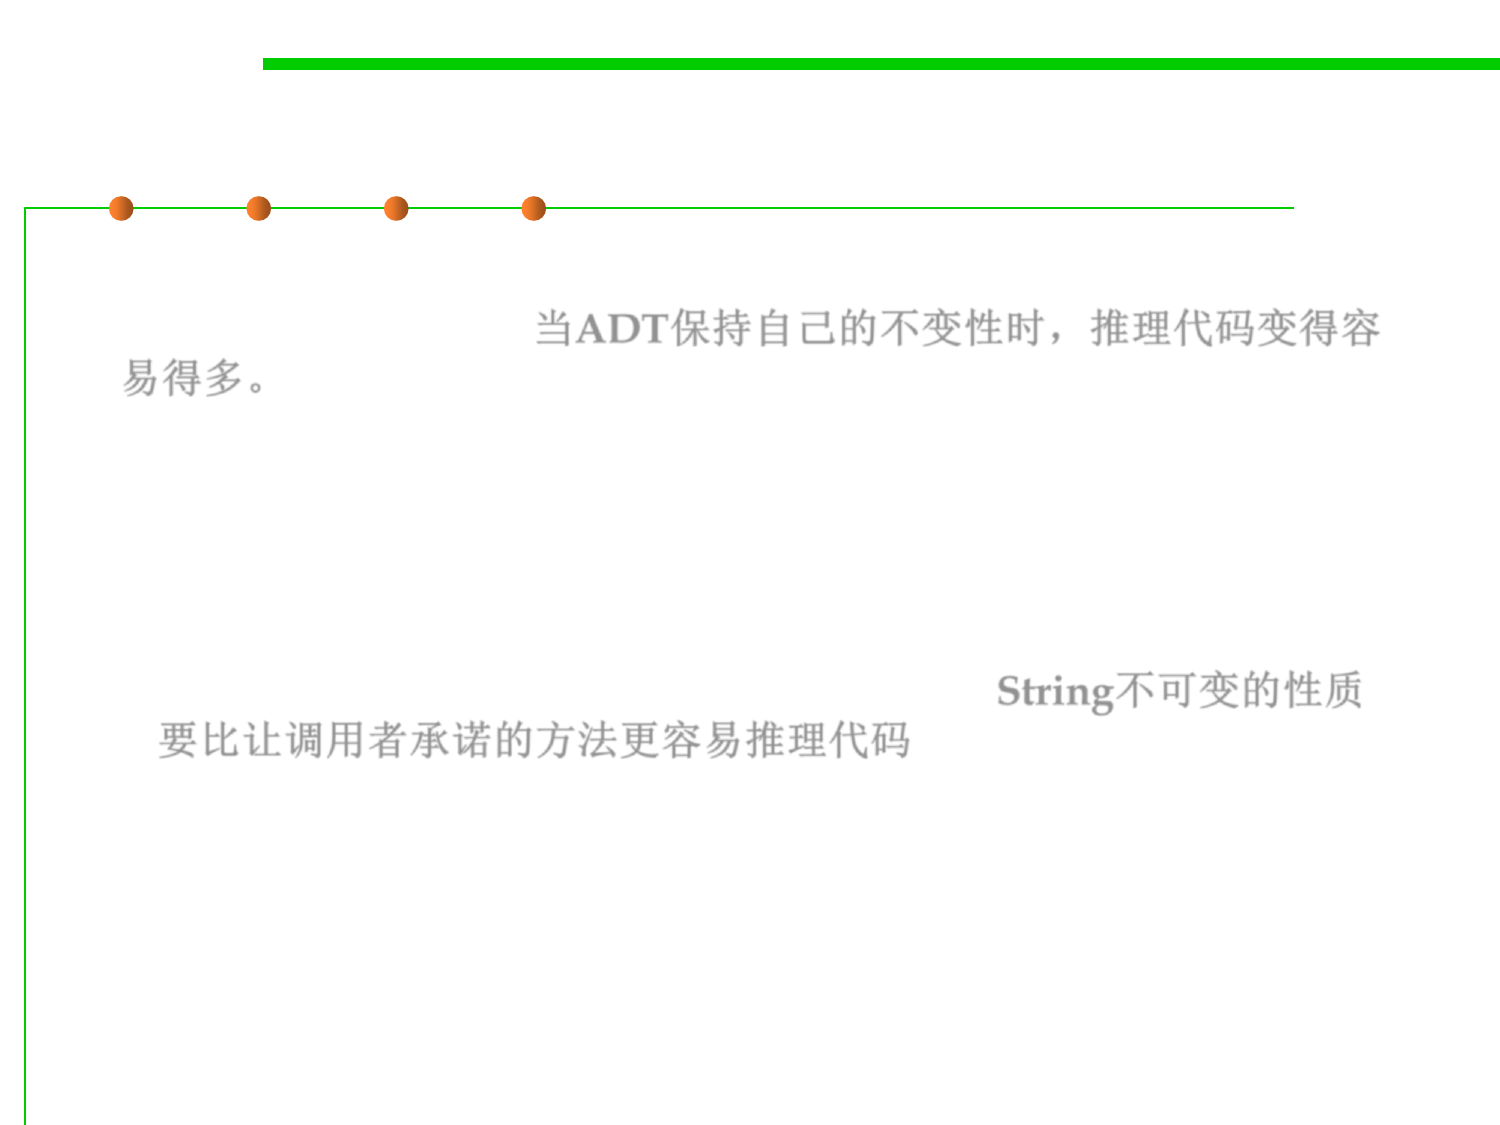 当ADT保持自己的不变性时，推理代码变得容
易得多。
String不可变的性质
要比让调用者承诺的方法更容易推理代码